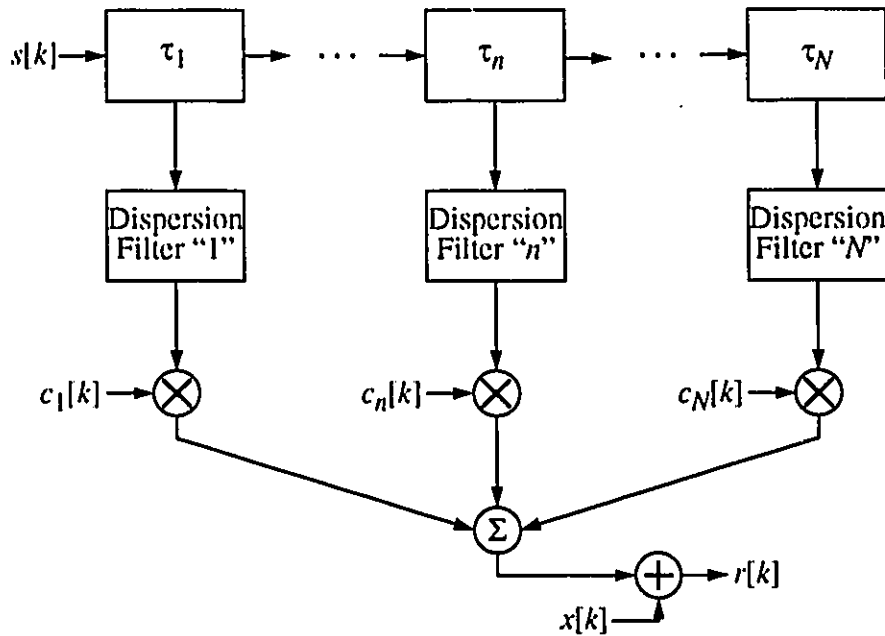 s[k]
τ1
. . .
τn
. . .
τN
Dispersion
Filter “1”
Dispersion
Filter “n”
Dispersion
Filter “N”
c1[k]
cn[k]
cN[k]
Σ
r[k]
x[k]